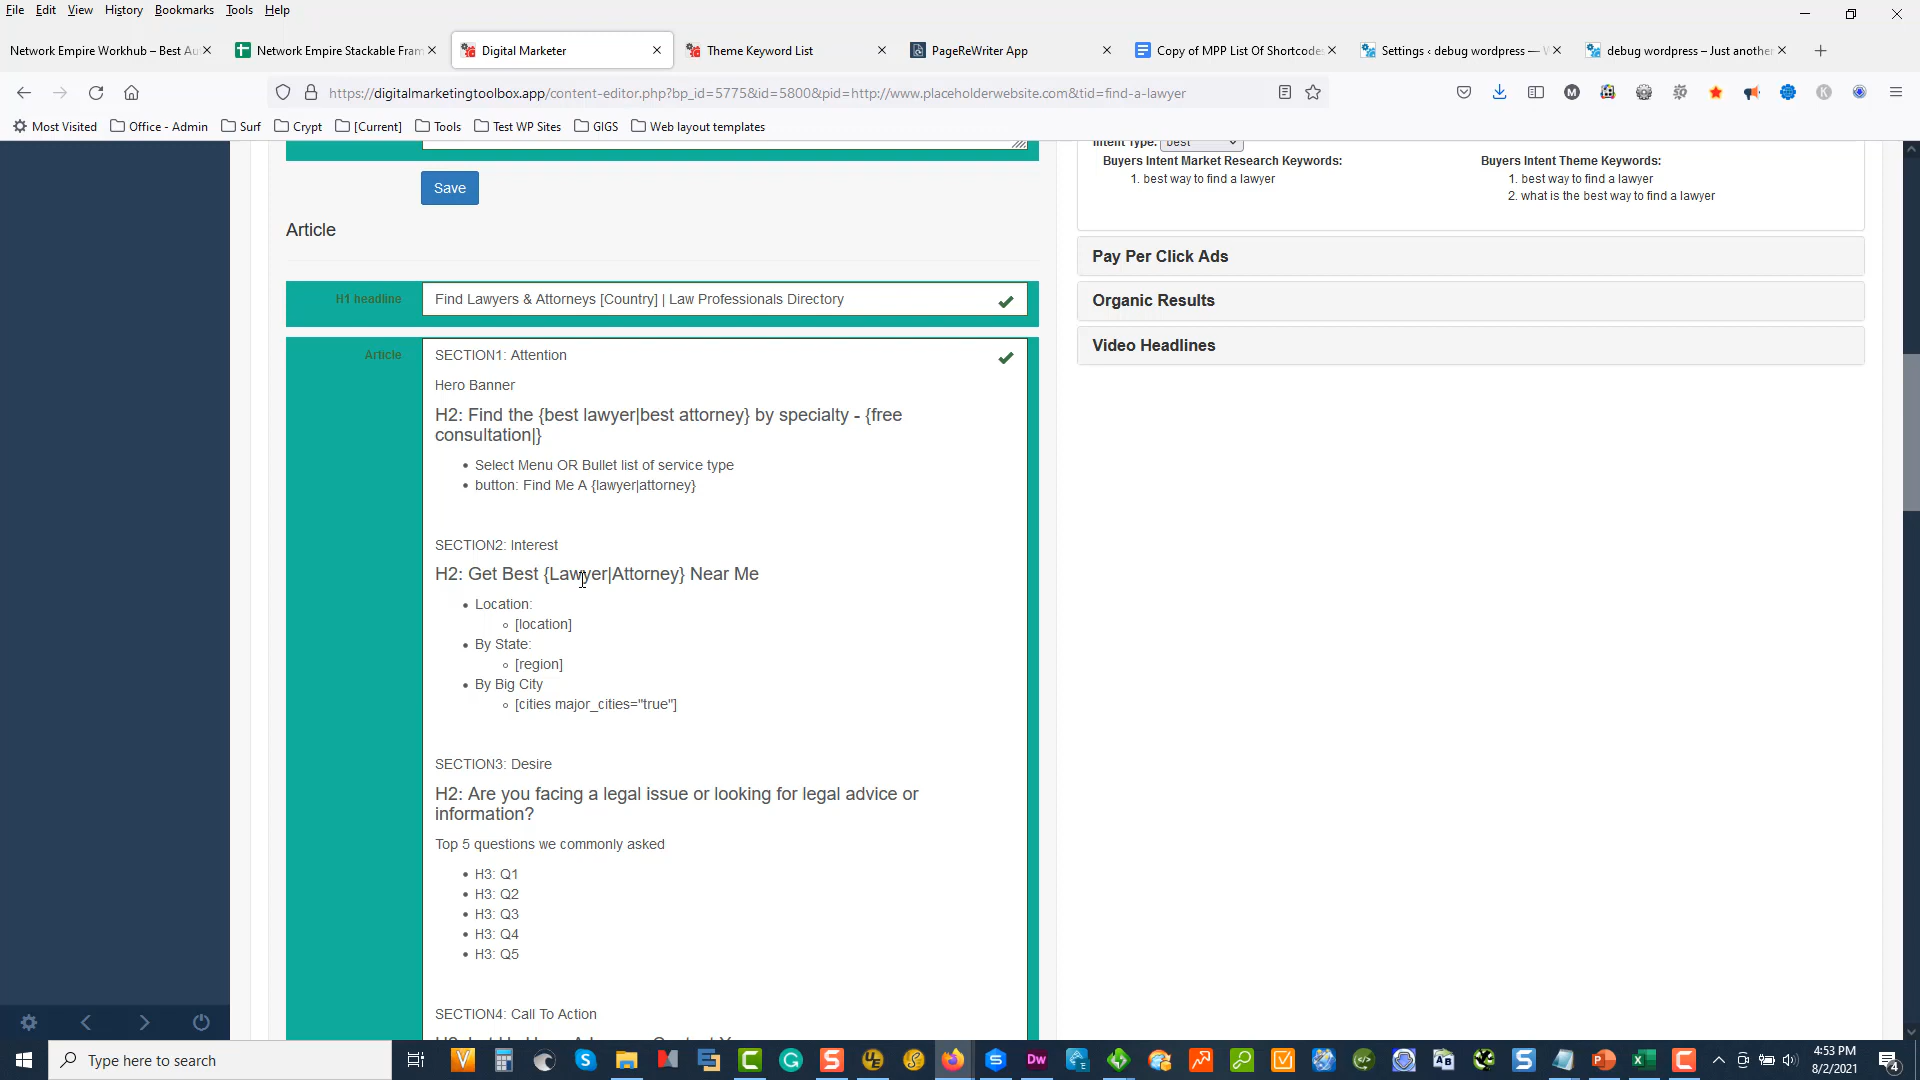 File Edit View History Bookmarks Tools Help
Network Empire Workhub – Best Au
Network Empire Stackable Fram
Digital Marketer
Theme Keyword List
PageReWriter App
Copy of MPP List Of Shortcodes
Settings ‹ debug wordpress — W
debug wordpress – Just another
https://digitalmarketingtoolbox.app/content-editor.php?bp_id=5775&id=5800&pid=http://www.placeholderwebsite.com&tid=find-a-lawyer
Most Visited Office - Admin Surf Crypt [Current] Tools Test WP Sites GIGS Web layout templates
Save
Article
H1 headline
Find Lawyers & Attorneys [Country] | Law Professionals Directory
Article
SECTION1: Attention
Hero Banner
H2: Find the {best lawyer|best attorney} by specialty - {free
consultation|}
• Select Menu OR Bullet list of service type
• button: Find Me A {lawyer|attorney}
SECTION2: Interest
H2: Get Best {Lawyer|Attorney} Near Me
• Location:
◦ [location]
• By State:
◦ [region]
• By Big City
◦ [cities major_cities="true"]
SECTION3: Desire
H2: Are you facing a legal issue or looking for legal advice or
information?
Top 5 questions we commonly asked
• H3: Q1
• H3: Q2
• H3: Q3
• H3: Q4
• H3: Q5
SECTION4: Call To Action
Intent Type: best
Buyers Intent Market Research Keywords:
1. best way to find a lawyer
Buyers Intent Theme Keywords:
1. best way to find a lawyer
2. what is the best way to find a lawyer
Pay Per Click Ads
Organic Results
Video Headlines
Type here to search
4:53 PM
8/2/2021
4